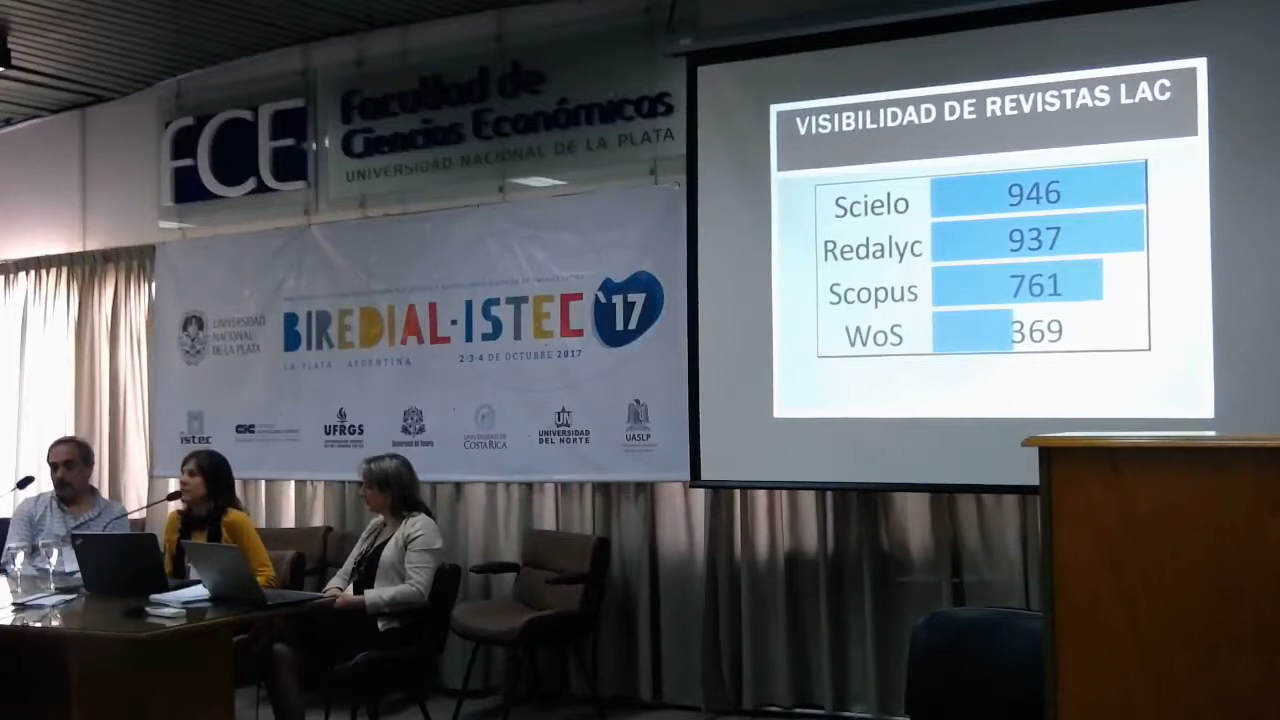 FCE
Facultad de
Ciencias Económicas
UNIVERSIDAD NACIONAL DE LA PLATA
UNIVERSIDAD
NACIONAL
DE LA PLATA
BIREDIAL-ISTEC '17
LA PLATA ARGENTINA
2·3·4 DE OCTUBRE 2017
istec
CIC
UFRGS
UNIVERSIDAD DE
COSTA RICA
UN
UNIVERSIDAD
DEL NORTE
UASLP
VISIBILIDAD DE REVISTAS LAC
Scielo 946
Redalyc 937
Scopus 761
WoS 369